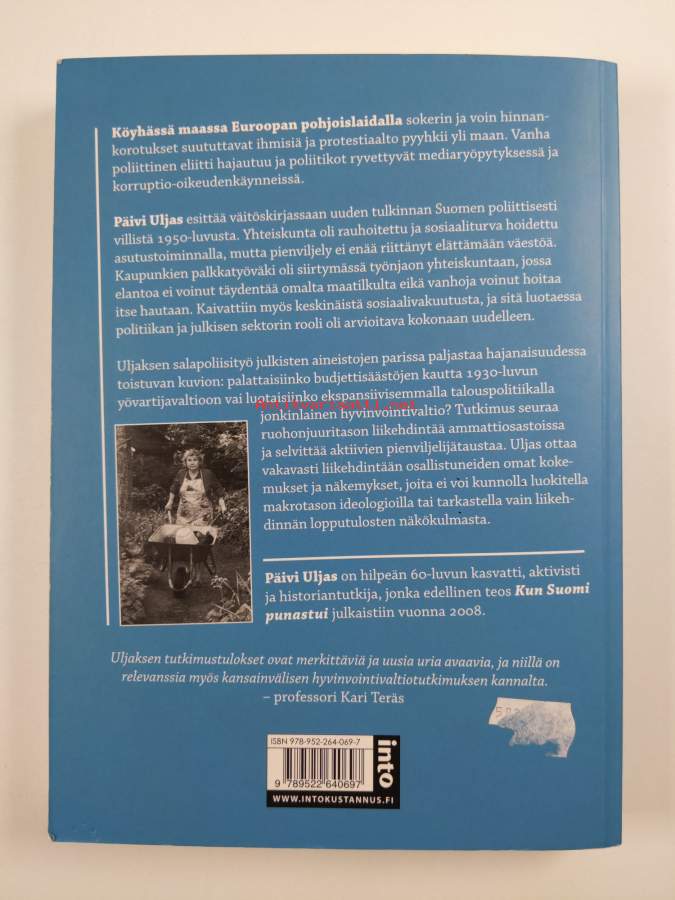 Köyhässä maassa Euroopan pohjoislaidalla sokerin ja voin hinnan-
korotukset suututtavat ihmisiä ja protestiaalto pyyhkii yli maan. Vanha
poliittinen eliitti hajautuu ja poliitikot ryvettyvät mediaryöpytyksessä ja
korruptio-oikeudenkäynneissä.
Päivi Uljas esittää väitöskirjassaan uuden tulkinnan Suomen poliittisesti
villistä 1950-luvusta. Yhteiskunta oli rauhoitettu ja sosiaaliturva hoidettu
asutustoiminnalla, mutta pienviljely ei enää riittänyt elättämään väestöä.
Kaupunkien palkkatyöväki oli siirtymässä työnjaon yhteiskuntaan, jossa
elantoa ei voinut täydentää omalta maatilkulta eikä vanhoja voinut hoitaa
itse hautaan. Kaivattiin myös keskinäistä sosiaalivakuutusta, ja sitä luotaessa
politiikan ja julkisen sektorin rooli oli arvioitava kokonaan uudelleen.
Uljaksen salapoliisityö julkisten aineistojen parissa paljastaa hajanaisuudessa
toistuvan kuvion: palattaisiinko budjettisäästöjen kautta 1930-luvun
yövartijavaltioon vai luotaisiinko ekspansiivisemmalla talouspolitiikalla
jonkinlainen hyvinvointivaltio? Tutkimus seuraa
ruohonjuuritason liikehdintää ammattiosastoissa
ja selvittää aktiivien pienviljelijätaustaa. Uljas ottaa
vakavasti liikehdintään osallistuneiden omat koke-
mukset ja näkemykset, joita ei voi kunnolla luokitella
makrotason ideologioilla tai tarkastella vain liikeh-
dinnän lopputulosten näkökulmasta.
Päivi Uljas on hilpeän 60-luvun kasvatti, aktivisti
ja historiantutkija, jonka edellinen teos Kun Suomi
punastui julkaistiin vuonna 2008.
Uljaksen tutkimustulokset ovat merkittäviä ja uusia uria avaavia, ja niillä on
relevanssia myös kansainvälisen hyvinvointivaltiotutkimuksen kannalta.
– professori Kari Teräs
ISBN 978-952-264-069-7
9 789522 640697
into
WWW.INTOKUSTANNUS.FI